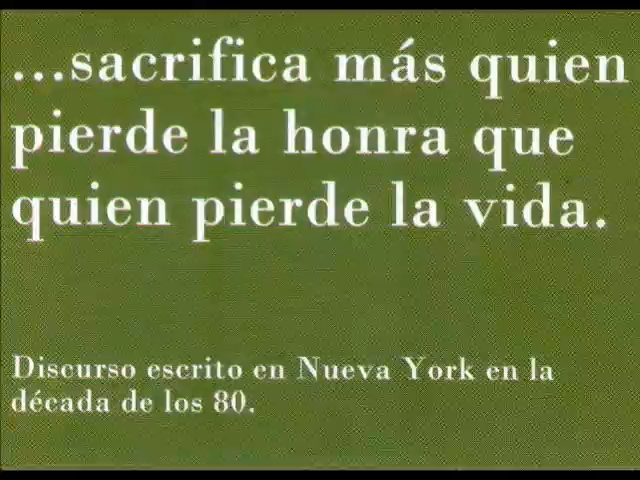 ...sacrifica más quien
pierde la honra que
quien pierde la vida.
Discurso escrito en Nueva York en la
década de los 80.